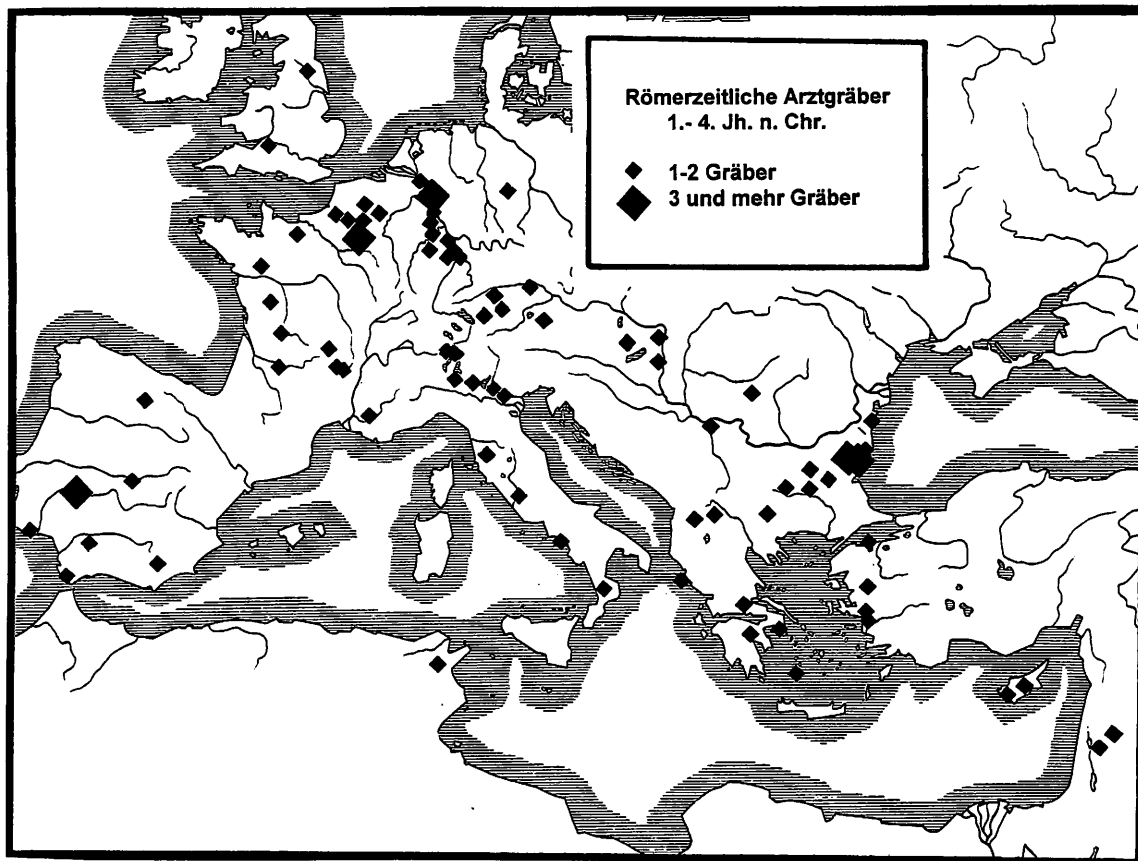 Römerzeitliche Arztgräber
1.- 4. Jh. n. Chr.
1-2 Gräber
3 und mehr Gräber